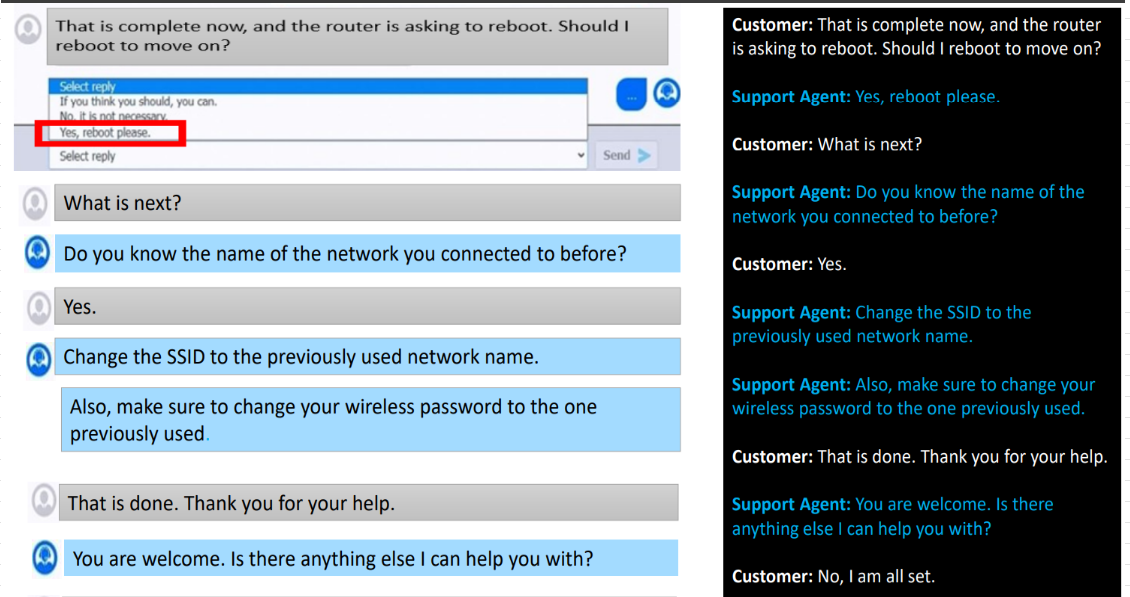 That is complete now, and the router is asking to reboot. Should I
reboot to move on?
Select reply
If you think you should, you can.
No, it is not necessary.
Yes, reboot please.
Select reply
Send
...
What is next?
Do you know the name of the network you connected to before?
Yes.
Change the SSID to the previously used network name.
Also, make sure to change your wireless password to the one
previously used.
That is done. Thank you for your help.
You are welcome. Is there anything else I can help you with?
Customer: That is complete now, and the router
is asking to reboot. Should I reboot to move on?
Support Agent: Yes, reboot please.
Customer: What is next?
Support Agent: Do you know the name of the
network you connected to before?
Customer: Yes.
Support Agent: Change the SSID to the
previously used network name.
Support Agent: Also, make sure to change your
wireless password to the one previously used.
Customer: That is done. Thank you for your help.
Support Agent: You are welcome. Is there
anything else I can help you with?
Customer: No, I am all set.